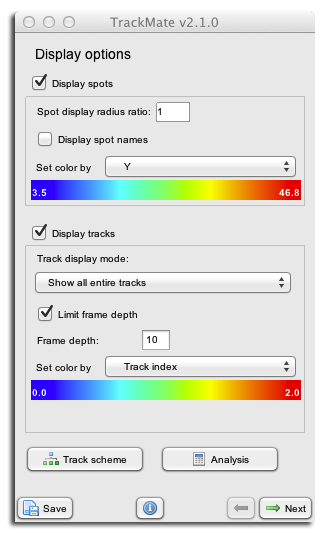 TrackMate v2.1.0
Display options
Display spots
Spot display radius ratio: 1
Display spot names
Set color by Y
3.5 46.8
Display tracks
Track display mode:
Show all entire tracks
Limit frame depth
Frame depth: 10
Set color by Track index
0.0 2.0
Track scheme Analysis
Save Next